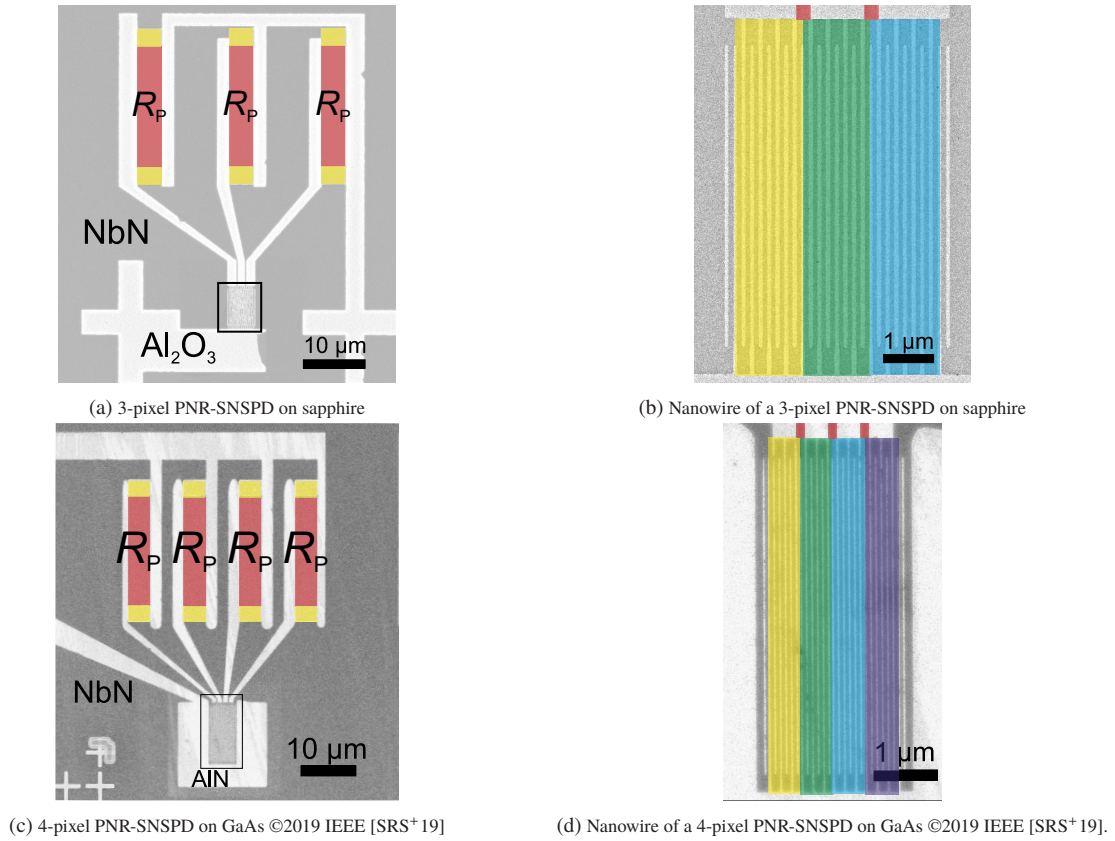 R_P R_P R_P
NbN
Al₂O₃
10 µm
1 µm
(a) 3-pixel PNR-SNSPD on sapphire
(b) Nanowire of a 3-pixel PNR-SNSPD on sapphire
R_P R_P R_P R_P
NbN
10 µm
AlN
1 µm
(c) 4-pixel PNR-SNSPD on GaAs ©2019 IEEE [SRS⁺19]
(d) Nanowire of a 4-pixel PNR-SNSPD on GaAs ©2019 IEEE [SRS⁺19].